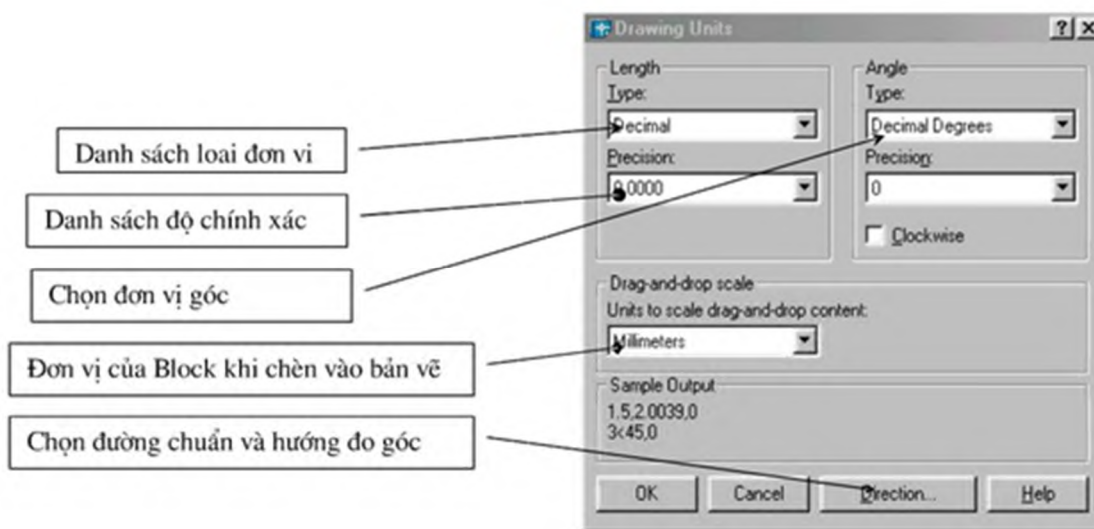 Danh sách loai đơn vi
Danh sách độ chính xác
Chọn đơn vị góc
Đơn vị của Block khi chèn vào bản vẽ
Chọn đường chuẩn và hướng đo góc
Drawing Units
Length
Type:
Decimal
Precision:
0.0000
Angle
Type:
Decimal Degrees
Precision:
0
Clockwise
Drag-and-drop scale
Units to scale drag-and-drop content:
Millimeters
Sample Output
1.5,2.0039,0
3<45,0
OK
Cancel
Direction...
Help